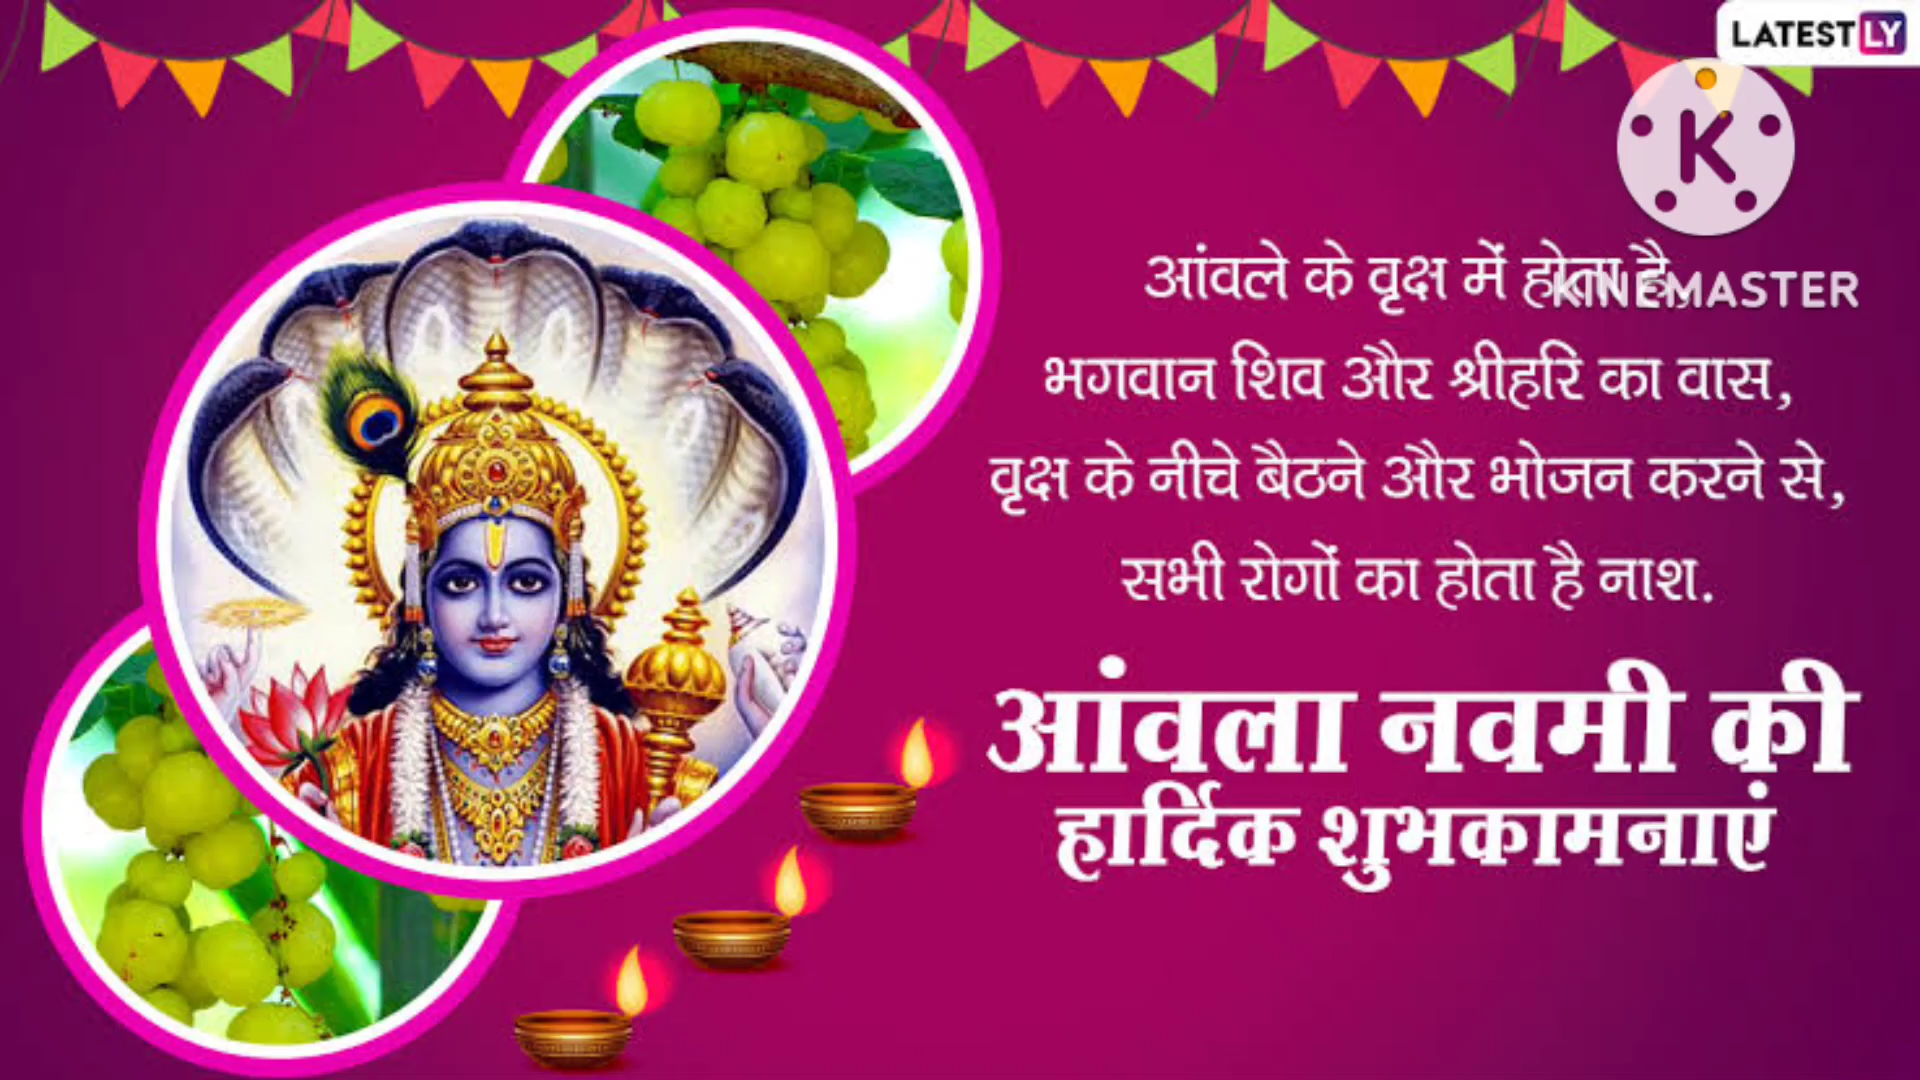 LATESTLY
K
KINEMASTER
आंवले के वृक्ष में होता है,
भगवान शिव और श्रीहरि का वास,
वृक्ष के नीचे बैठने और भोजन करने से,
सभी रोगों का होता है नाश.
आंवला नवमी की
हार्दिक शुभकामनाएं